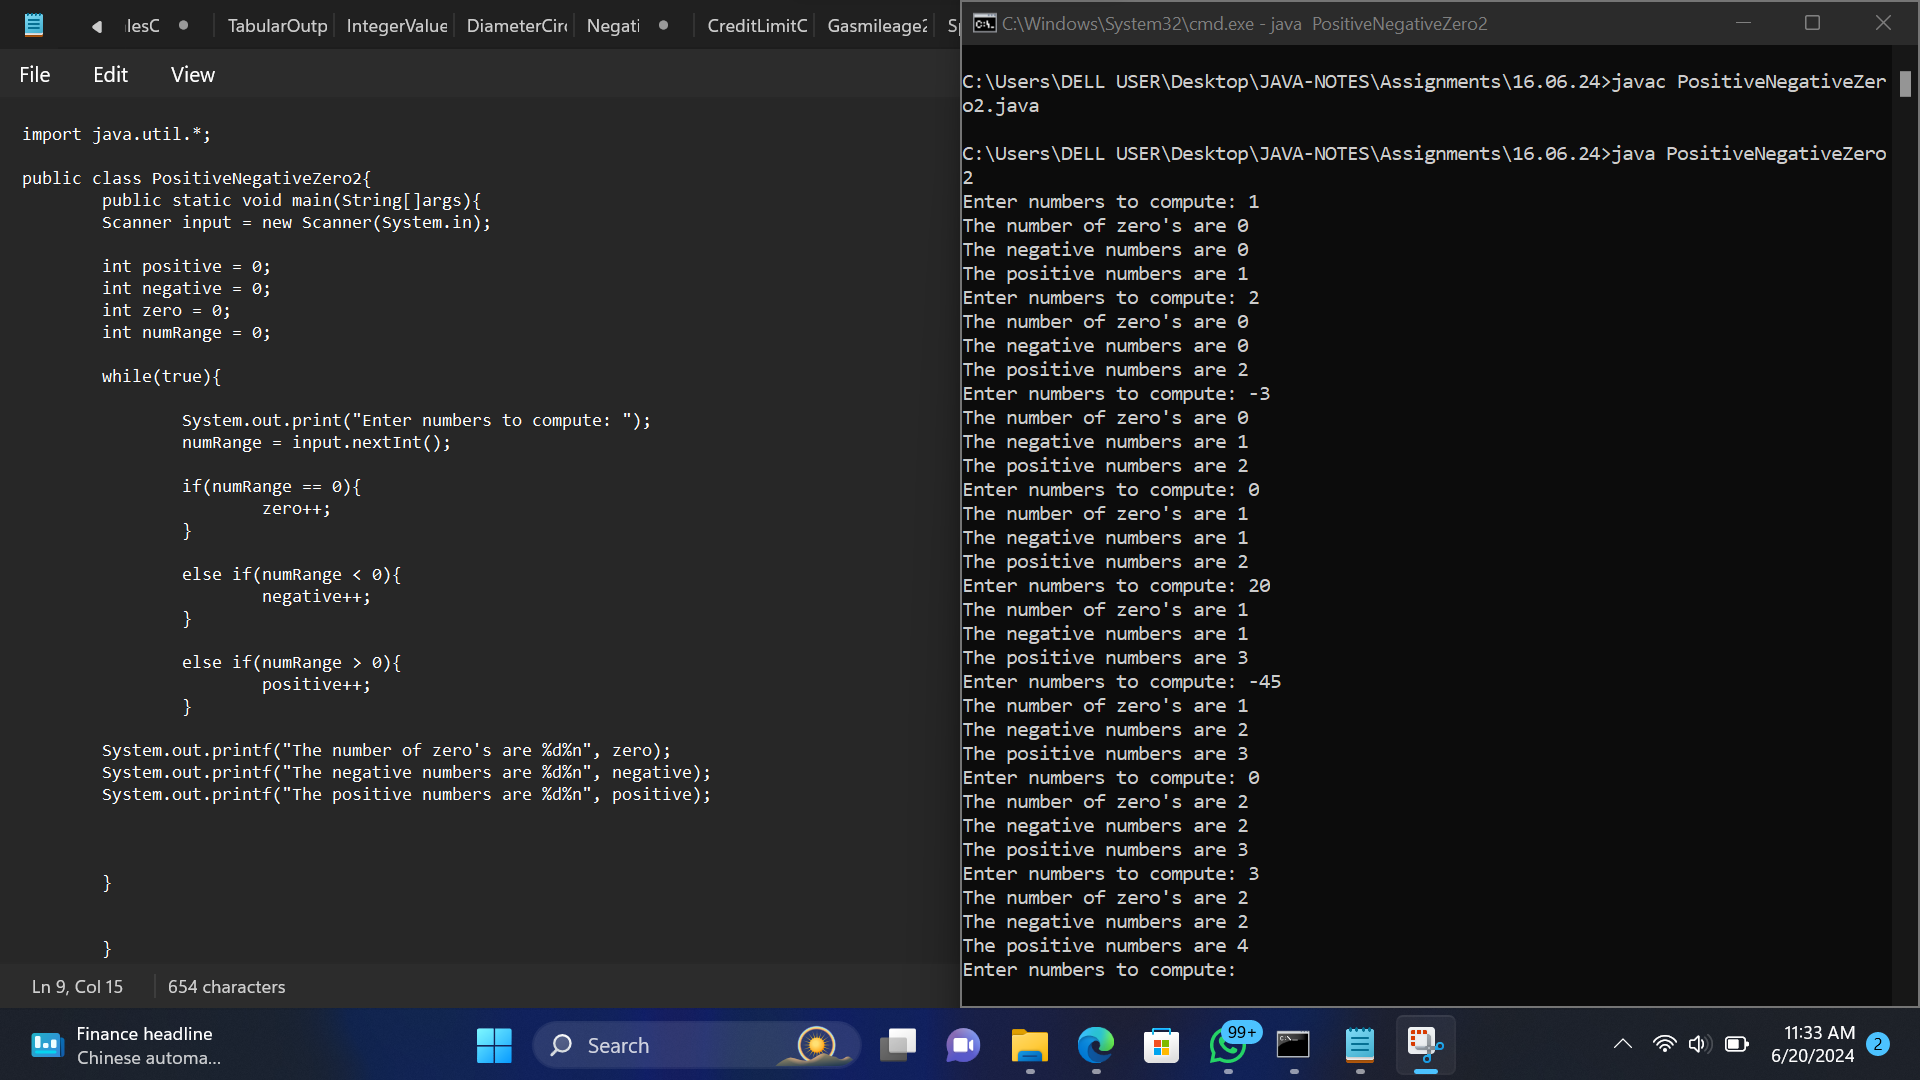 lesC TabularOutp IntegerValue DiameterCir Negati CreditLimitC Gasmileage2 Sp
File Edit View
import java.util.*;
public class PositiveNegativeZero2{
public static void main(String[]args){
Scanner input = new Scanner(System.in);
int positive = 0;
int negative = 0;
int zero = 0;
int numRange = 0;
while(true){
System.out.print("Enter numbers to compute: ");
numRange = input.nextInt();
if(numRange == 0){
zero++;
}
else if(numRange < 0){
negative++;
}
else if(numRange > 0){
positive++;
}
System.out.printf("The number of zero's are %d%n", zero);
System.out.printf("The negative numbers are %d%n", negative);
System.out.printf("The positive numbers are %d%n", positive);
}
}
Ln 9, Col 15 654 characters
C:\Windows\System32\cmd.exe - java  PositiveNegativeZero2
C:\Users\DELL USER\Desktop\JAVA-NOTES\Assignments\16.06.24>javac PositiveNegativeZer
o2.java
C:\Users\DELL USER\Desktop\JAVA-NOTES\Assignments\16.06.24>java PositiveNegativeZero
2
Enter numbers to compute: 1
The number of zero's are 0
The negative numbers are 0
The positive numbers are 1
Enter numbers to compute: 2
The number of zero's are 0
The negative numbers are 0
The positive numbers are 2
Enter numbers to compute: -3
The number of zero's are 0
The negative numbers are 1
The positive numbers are 2
Enter numbers to compute: 0
The number of zero's are 1
The negative numbers are 1
The positive numbers are 2
Enter numbers to compute: 20
The number of zero's are 1
The negative numbers are 1
The positive numbers are 3
Enter numbers to compute: -45
The number of zero's are 1
The negative numbers are 2
The positive numbers are 3
Enter numbers to compute: 0
The number of zero's are 2
The negative numbers are 2
The positive numbers are 3
Enter numbers to compute: 3
The number of zero's are 2
The negative numbers are 2
The positive numbers are 4
Enter numbers to compute:
Finance headline
Chinese automa...
Search
99+
11:33 AM
6/20/2024
2